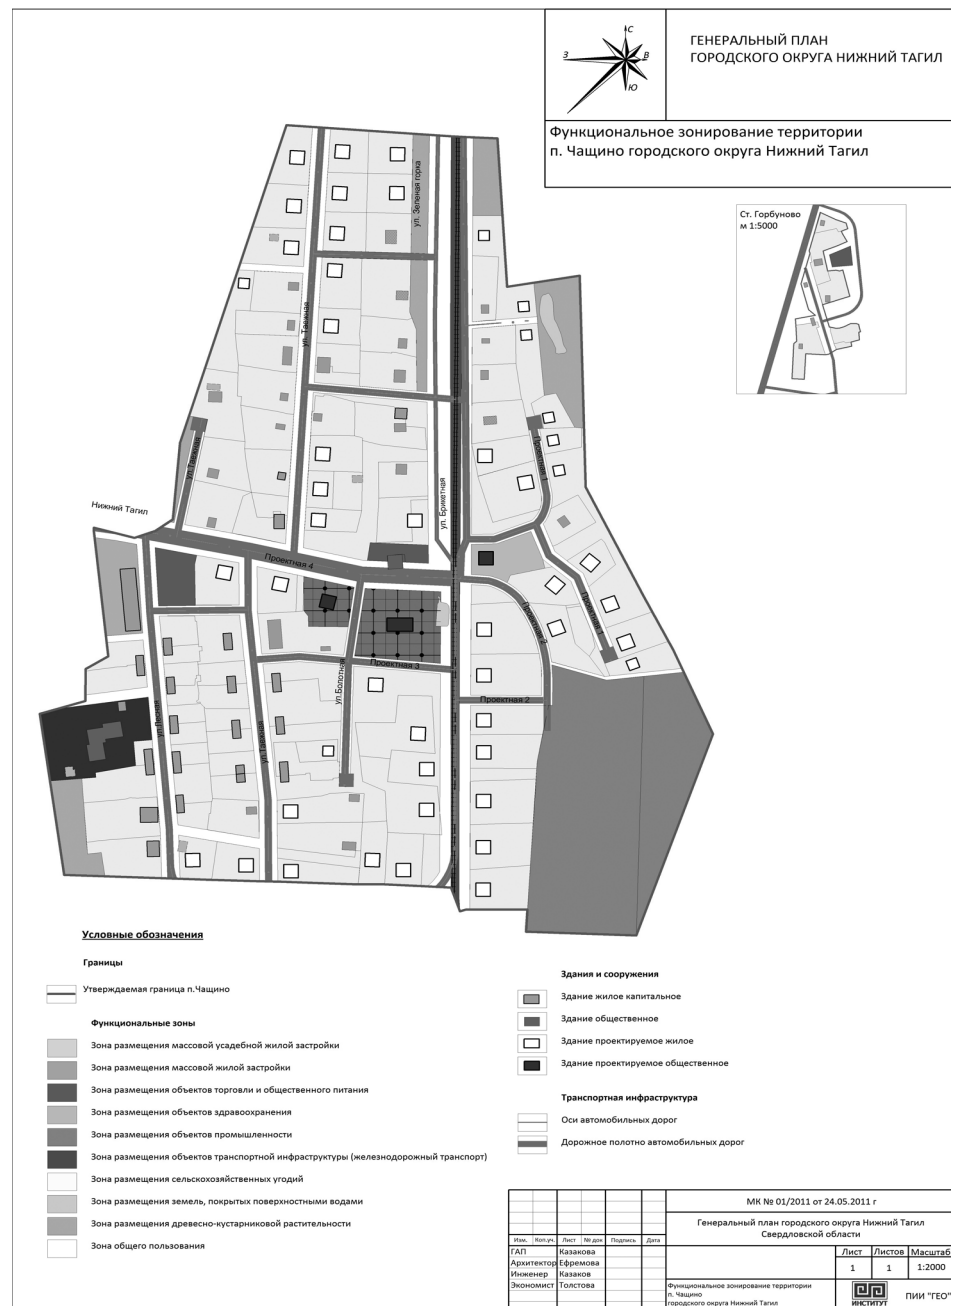 С
З
В
Ю
ГЕНЕРАЛЬНЫЙ ПЛАН
ГОРОДСКОГО ОКРУГА НИЖНИЙ ТАГИЛ
Функциональное зонирование территории
п. Чащино городского округа Нижний Тагил
Ст. Горбуново
м 1:5000
ул. Зеленая горка
ул. Таежная
ул.Таежная
ул. Брикетная
Проектная 1
Нижний Тагил
Проектная 4
Проектная 1
Проектная 2
Проектная 3
ул.Болотная
Проектная 2
ул.Лесная
ул. Таежная
Условные обозначения
Границы
Утверждаемая граница п.Чащино
Функциональные зоны
Зона размещения массовой усадебной жилой застройки
Зона размещения массовой жилой застройки
Зона размещения объектов торговли и общественного питания
Зона размещения объектов здравоохранения
Зона размещения объектов промышленности
Зона размещения объектов транспортной инфраструктуры (железнодорожный транспорт)
Зона размещения сельскохозяйственных угодий
Зона размещения земель, покрытых поверхностными водами
Зона размещения древесно-кустарниковой растительности
Зона общего пользования
Здания и сооружения
Здание жилое капитальное
Здание общественное
Здание проектируемое жилое
Здание проектируемое общественное
Транспортная инфраструктура
Оси автомобильных дорог
Дорожное полотно автомобильных дорог
МК № 01/2011 от 24.05.2011 г
Генеральный план городского округа Нижний Тагил
Свердловской области
Изм. Кол.уч. Лист № док Подпись Дата
ГАП Казакова
Архитектор Ефремова
Инженер Казаков
Экономист Толстова
Лист Листов Масштаб
1 1 1:2000
Функциональное зонирование территории
п. Чащино
городского округа Нижний Тагил
ИНСТИТУТ
ПИИ "ГЕО"